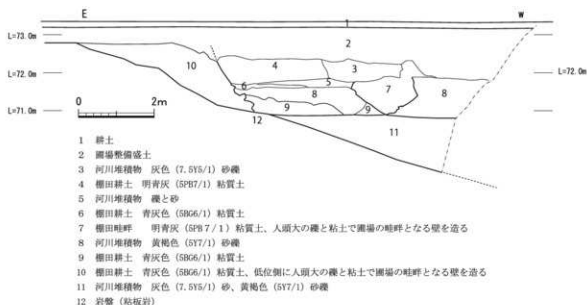 E
W
1
L=73.0m
2
10
4
3
L=72.0m
5
7
8
L=72.0m
6
8
9
9
L=71.0m
12
11
0
2m
1 耕土
2 圃場整備盛土
3 河川堆積物 灰色 (7.5Y5/1) 砂礫
4 棚田耕土 明青灰 (5PB7/1) 粘質土
5 河川堆積物 礫と砂
6 棚田耕土 青灰色 (5BG6/1) 粘質土
7 棚田畦畔 明青灰 (5PB7/1) 粘質土、人頭大の礫と粘土で圃場の畦畔となる壁を造る
8 河川堆積物 黄褐色 (5Y7/1) 砂礫
9 棚田耕土 青灰色 (5BG6/1) 粘質土
10 棚田耕土 青灰色 (5BG6/1) 粘質土、低位側に人頭大の礫と粘土で圃場の畦畔となる壁を造る
11 河川堆積物 灰色 (7.5Y5/1) 砂、黄褐色 (5Y7/1) 砂礫
12 岩盤 (粘板岩)